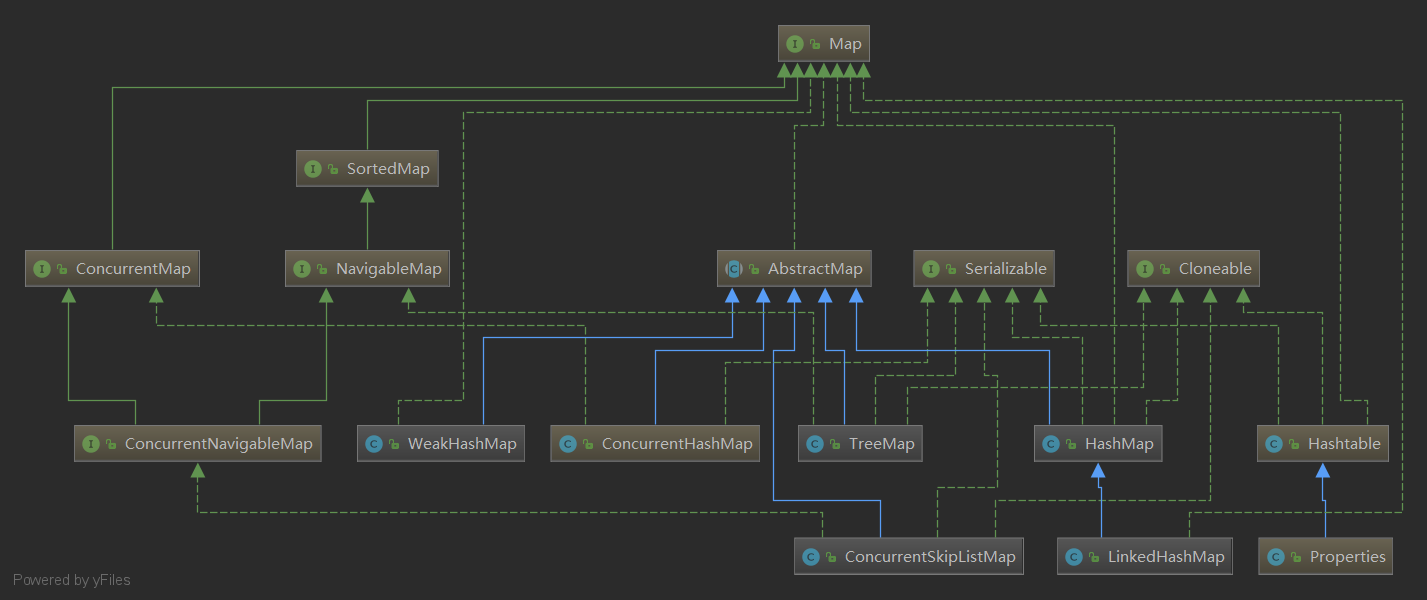 I Map
I SortedMap
I ConcurrentMap
I NavigableMap
C AbstractMap
I Serializable
I Cloneable
I ConcurrentNavigableMap
C WeakHashMap
C ConcurrentHashMap
C TreeMap
C HashMap
C Hashtable
C ConcurrentSkipListMap
C LinkedHashMap
C Properties
Powered by yFiles